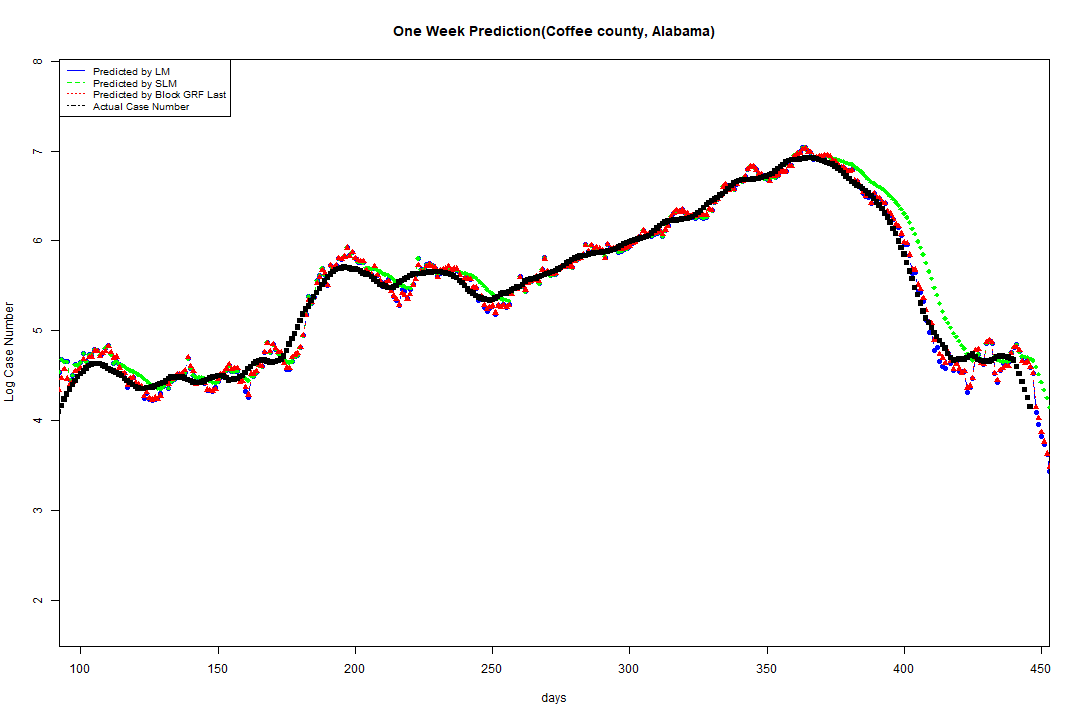 One Week Prediction(Coffee county, Alabama)
Predicted by LM
Predicted by SLM
Predicted by Block GRF Last
Actual Case Number
8
7
6
5
4
3
2
Log Case Number
100 150 200 250 300 350 400 450
days